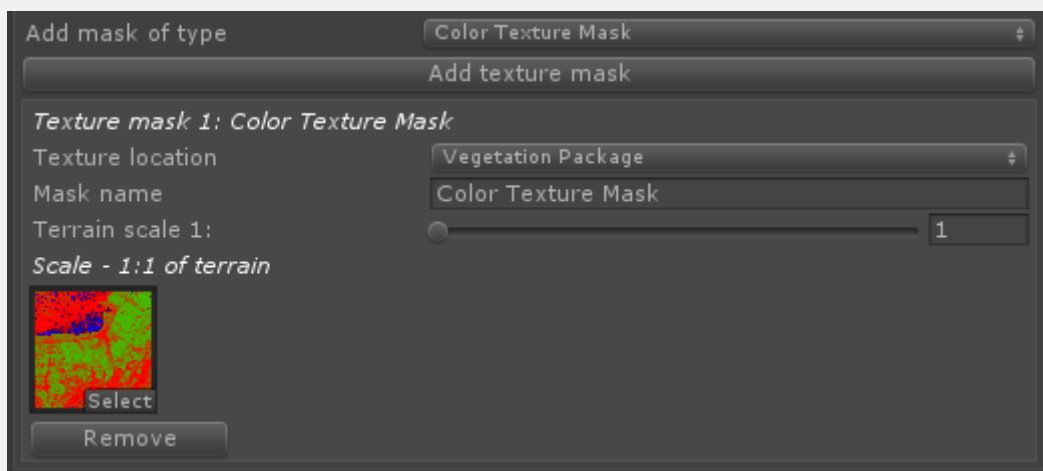 Add mask of type Color Texture Mask
Add texture mask
Texture mask 1: Color Texture Mask
Texture location Vegetation Package
Mask name Color Texture Mask
Terrain scale 1: 1
Scale - 1:1 of terrain
Select
Remove